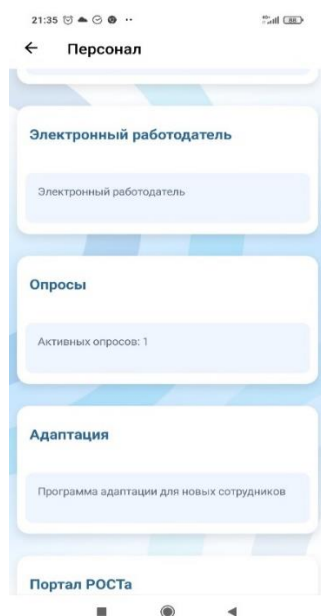 21:35
Персонал
Электронный работодатель
Электронный работодатель
Опросы
Активных опросов: 1
Адаптация
Программа адаптации для новых сотрудников
Портал РОСТа